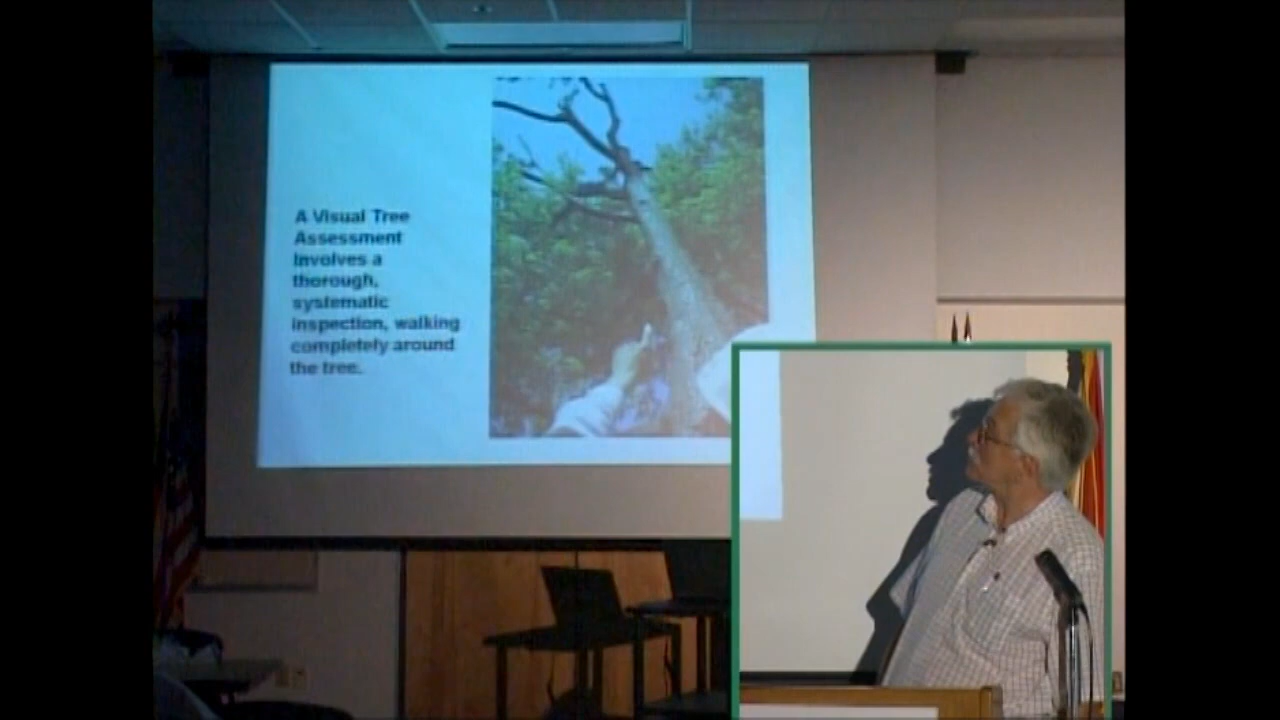 A Visual Tree
Assessment
Involves a
thorough,
systematic
inspection, walking
completely around
the tree.